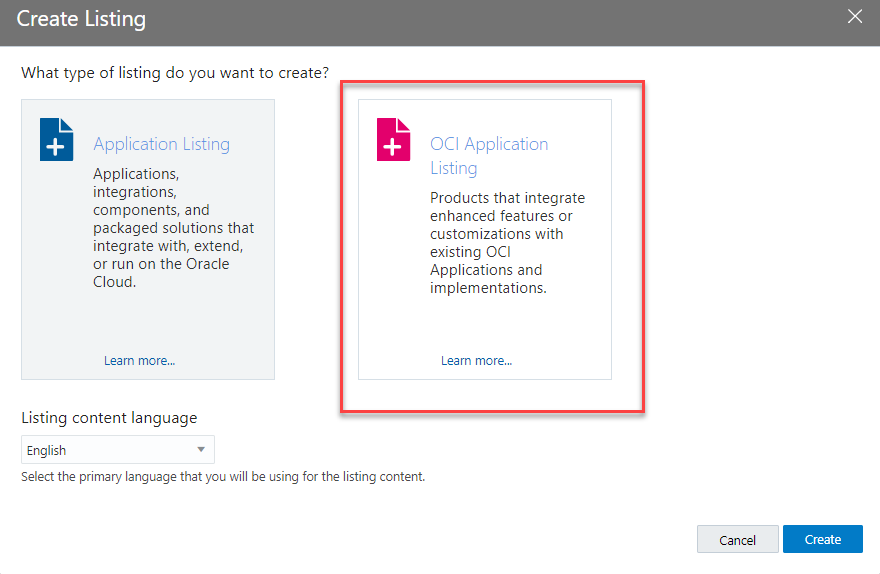 Create Listing
What type of listing do you want to create?
Application Listing
Applications,
integrations,
components, and
packaged solutions that
integrate with, extend,
or run on the Oracle
Cloud.
Learn more...
OCI Application
Listing
Products that integrate
enhanced features or
customizations with
existing OCI
Applications and
implementations.
Learn more...
Listing content language
English
Select the primary language that you will be using for the listing content.
Cancel
Create